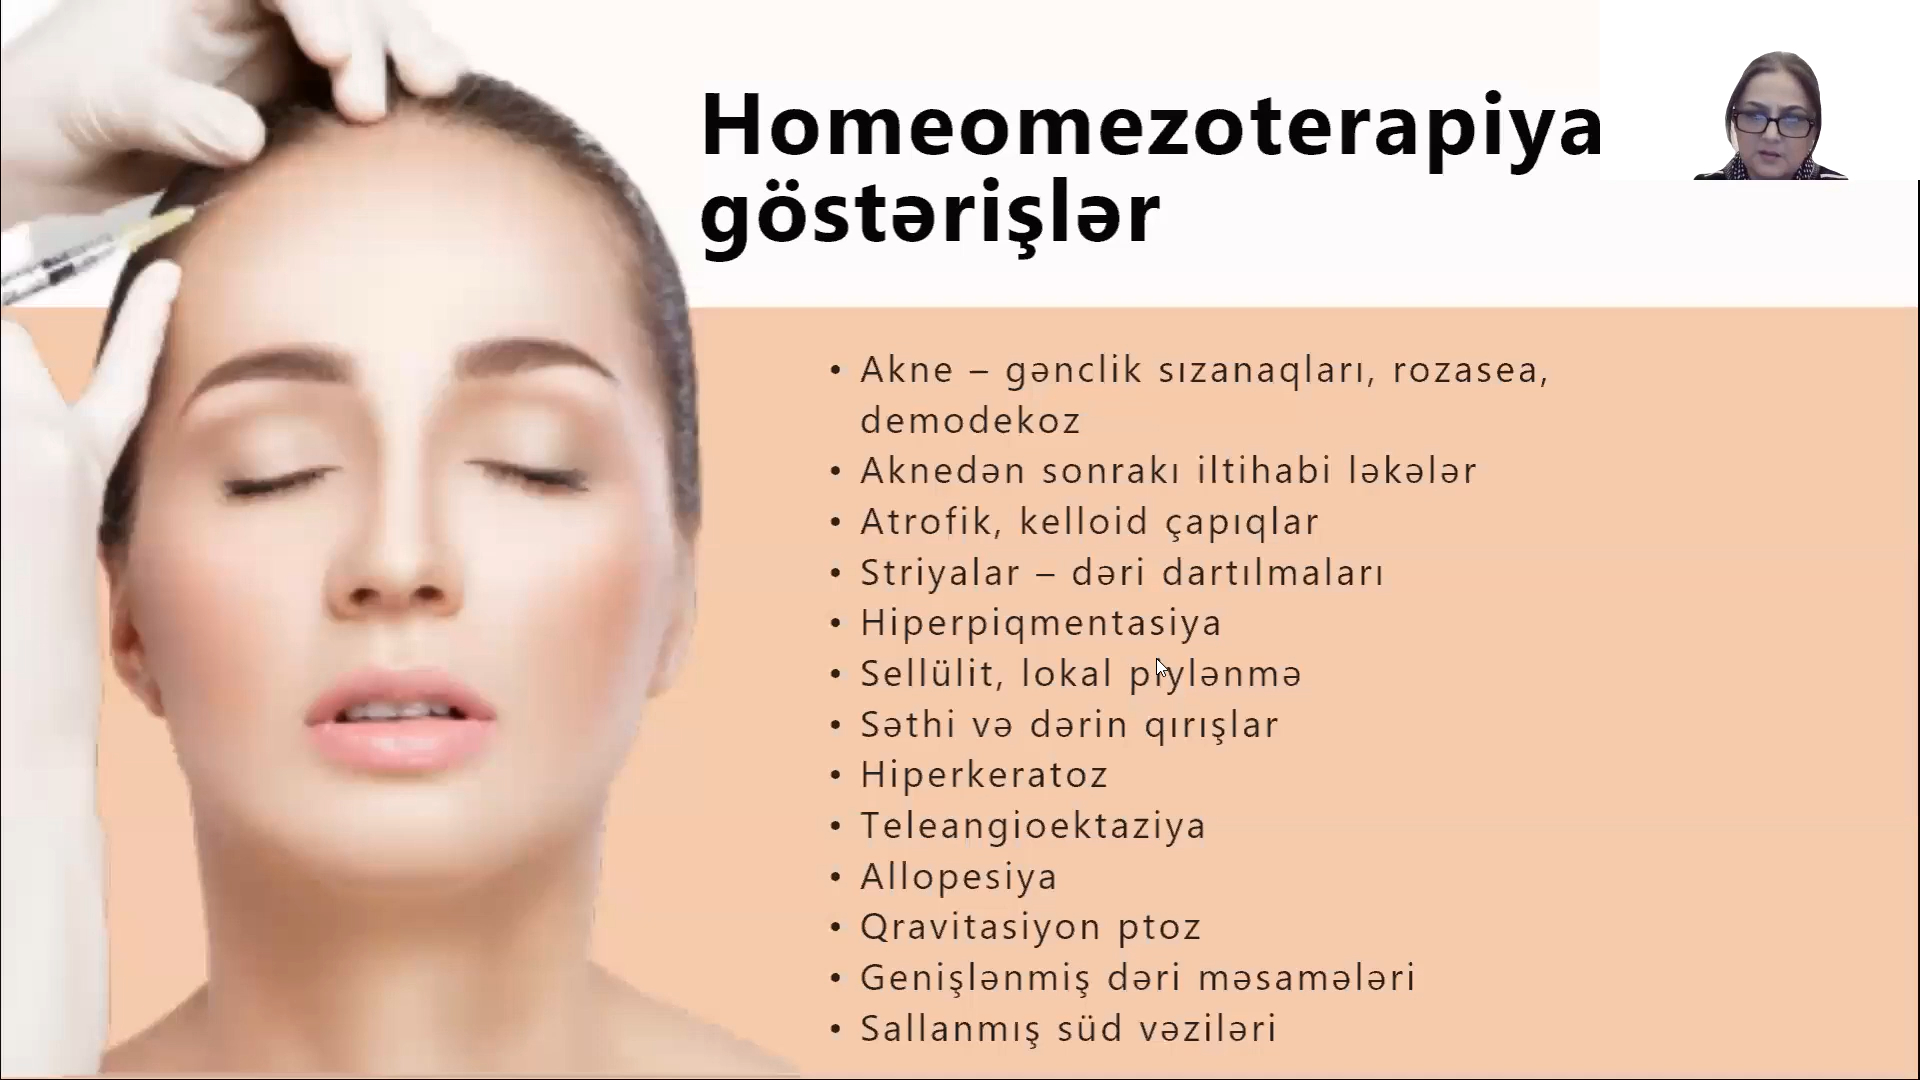 Homeomezoterapiya
göstərişlər
• Akne – gənclik sızanaqları, rozasea,
demodekoz
• Aknedən sonrakı iltihabi ləkələr
• Atrofik, kelloid çapıqlar
• Striyalar – dəri dartılmaları
• Hiperpiqmentasiya
• Sellülit, lokal piylənmə
• Səthi və dərin qırışlar
• Hiperkeratoz
• Teleangioektaziya
• Allopesiya
• Qravitasiyon ptoz
• Genişlənmiş dəri məsamələri
• Sallanmış süd vəziləri